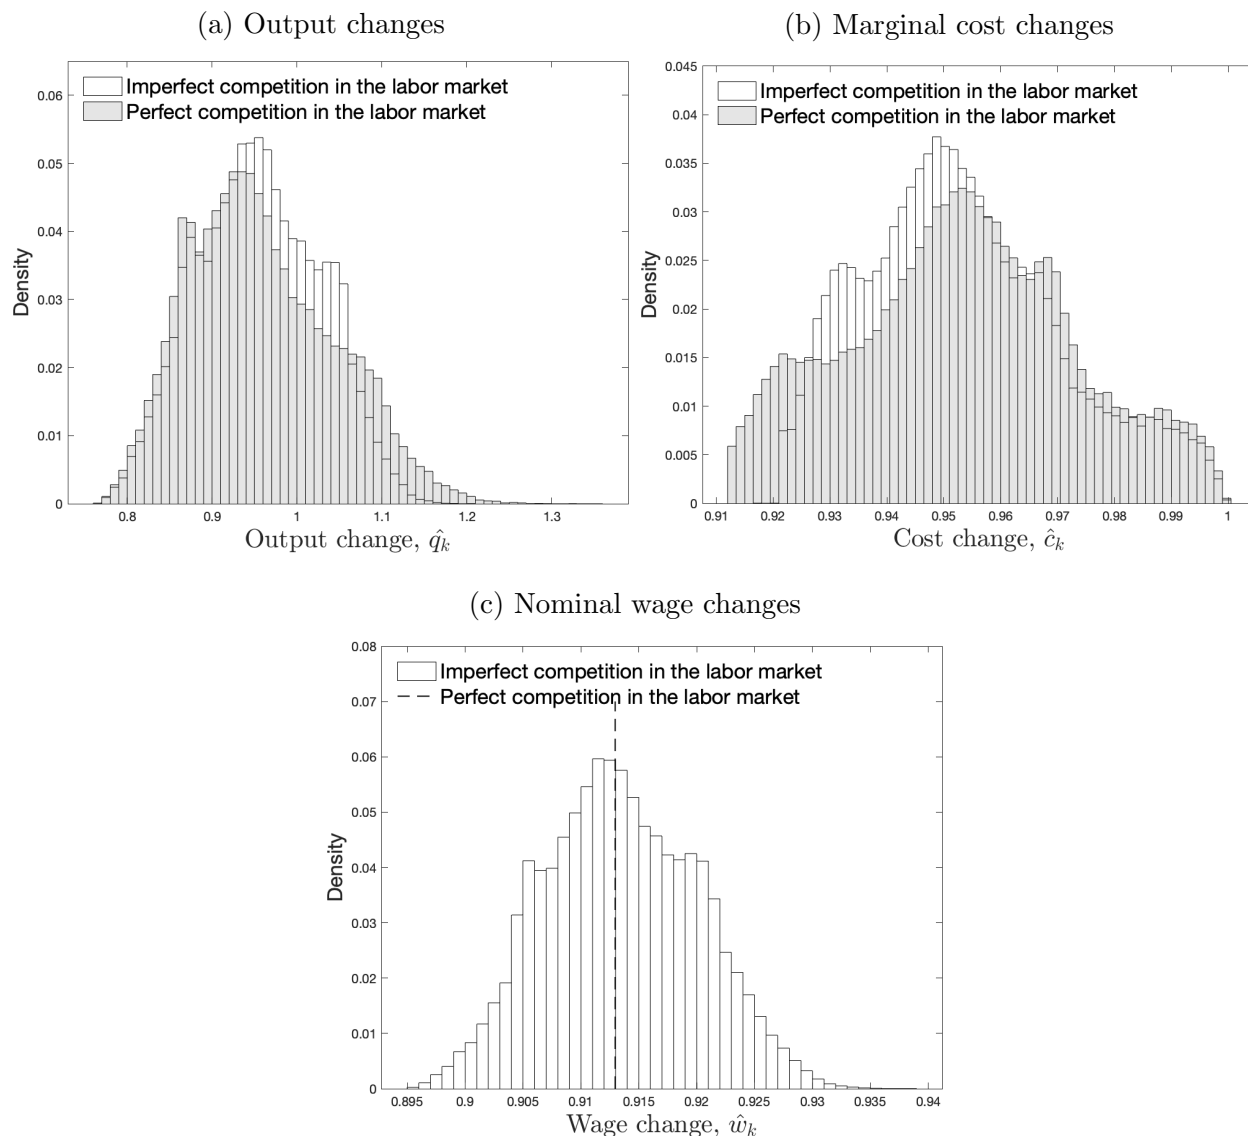 (a) Output changes
Imperfect competition in the labor market
Perfect competition in the labor market
0.06
0.05
0.04
0.03
0.02
0.01
0
Density
0.8 0.9 1 1.1 1.2 1.3
Output change, q̂_k
(b) Marginal cost changes
Imperfect competition in the labor market
Perfect competition in the labor market
0.045
0.04
0.035
0.03
0.025
0.02
0.015
0.01
0.005
0
Density
0.91 0.92 0.93 0.94 0.95 0.96 0.97 0.98 0.99 1
Cost change, ĉ_k
(c) Nominal wage changes
Imperfect competition in the labor market
Perfect competition in the labor market
0.08
0.07
0.06
0.05
0.04
0.03
0.02
0.01
0
Density
0.895 0.9 0.905 0.91 0.915 0.92 0.925 0.93 0.935 0.94
Wage change, ŵ_k